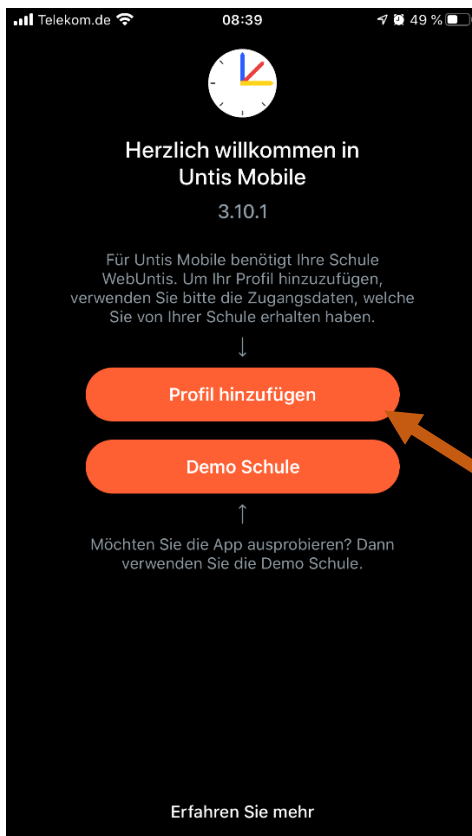 Telekom.de 08:39 49 %
Herzlich willkommen in
Untis Mobile
3.10.1
Für Untis Mobile benötigt Ihre Schule
WebUntis. Um Ihr Profil hinzuzufügen,
verwenden Sie bitte die Zugangsdaten, welche
Sie von Ihrer Schule erhalten haben.
↓
Profil hinzufügen
Demo Schule
↑
Möchten Sie die App ausprobieren? Dann
verwenden Sie die Demo Schule.
Erfahren Sie mehr